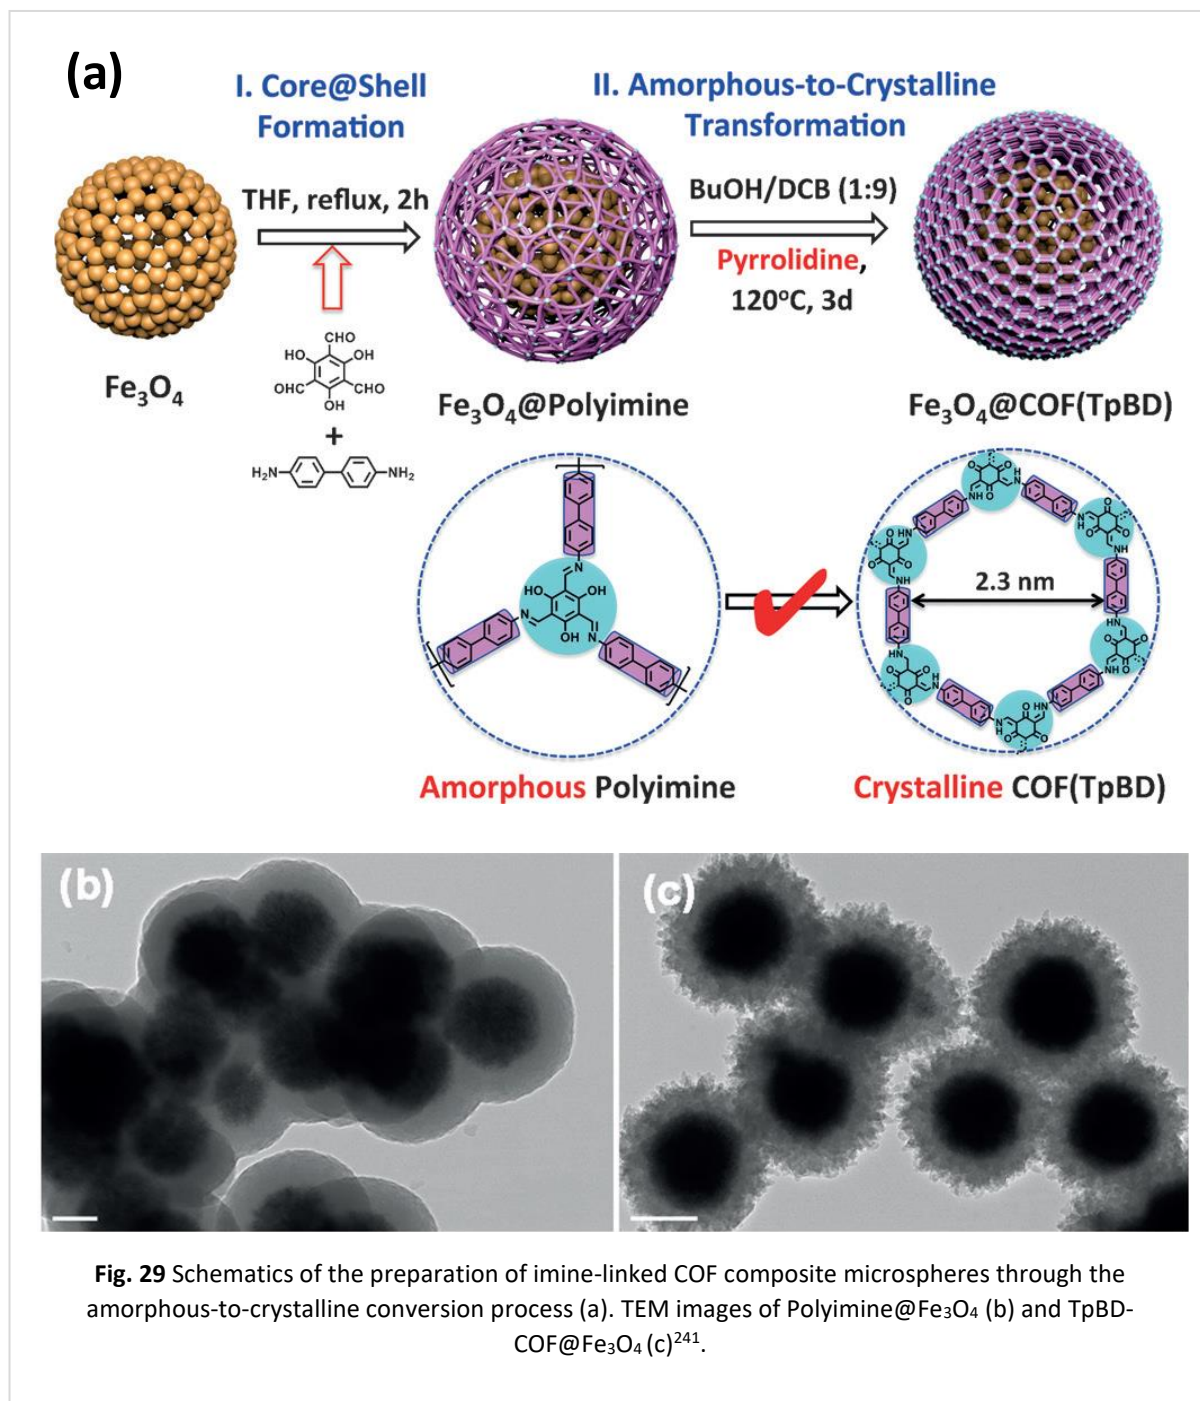 (a)
I. Core@Shell
Formation
II. Amorphous-to-Crystalline
Transformation
THF, reflux, 2h
BuOH/DCB (1:9)
Pyrrolidine,
120°C, 3d
CHO
HO
OH
OHC
CHO
OH
+
H₂N
NH₂
Fe₃O₄
Fe₃O₄@Polyimine
Fe₃O₄@COF(TpBD)
N
HO
OH
N
OH
N
2.3 nm
Amorphous Polyimine
Crystalline COF(TpBD)
(b)
(c)
Fig. 29 Schematics of the preparation of imine-linked COF composite microspheres through the
amorphous-to-crystalline conversion process (a). TEM images of Polyimine@Fe₃O₄ (b) and TpBD-
COF@Fe₃O₄ (c)²⁴¹.